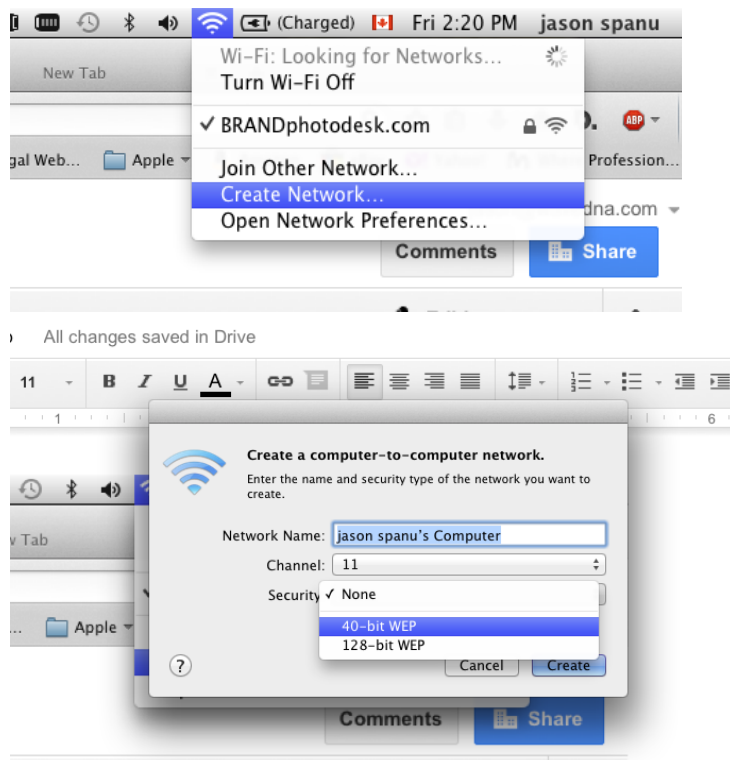 (Charged) Fri 2:20 PM jason spanu
Wi-Fi: Looking for Networks...
Turn Wi-Fi Off
New Tab
BRANDphotodesk.com
ABP
gal Web... Apple Profession...
Join Other Network...
Create Network...
dna.com
Open Network Preferences...
Comments Share
All changes saved in Drive
11 B I U A
1 6
Create a computer-to-computer network.
Enter the name and security type of the network you want to
create.
Network Name: jason spanu's Computer
w Tab
Channel: 11
Security None
... Apple
40-bit WEP
128-bit WEP
? Cancel Create
Comments Share